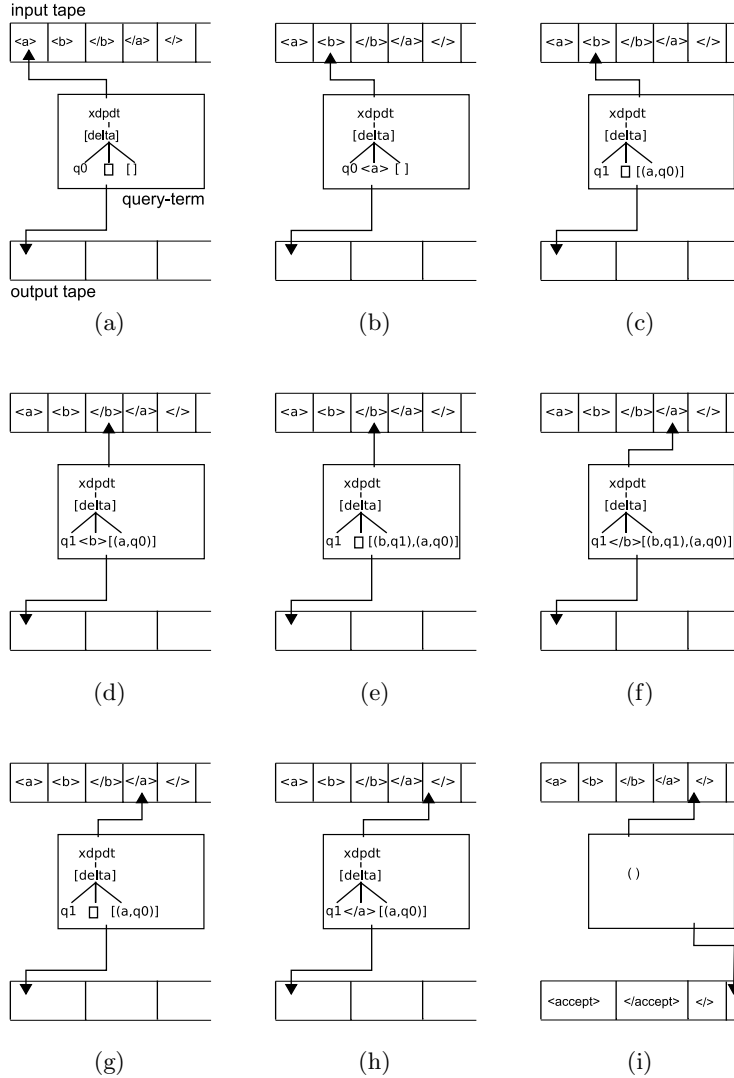 input tape
<a> <b> </b> </a> </>
xdpdt
[delta]
q0 [ ]
query-term
output tape
(a)
<a> <b> </b> </a> </>
xdpdt
[delta]
q0 <a> [ ]
(b)
<a> <b> </b> </a> </>
xdpdt
[delta]
q1 [(a,q0)]
(c)
<a> <b> </b> </a> </>
xdpdt
[delta]
q1 <b> [(a,q0)]
(d)
<a> <b> </b> </a> </>
xdpdt
[delta]
q1 [(b,q1),(a,q0)]
(e)
<a> <b> </b> </a> </>
xdpdt
[delta]
q1 </b> [(b,q1),(a,q0)]
(f)
<a> <b> </b> </a> </>
xdpdt
[delta]
q1 [(a,q0)]
(g)
<a> <b> </b> </a> </>
xdpdt
[delta]
q1 </a> [(a,q0)]
(h)
<a> <b> </b> </a> </>
( )
<accept> </accept> </>
(i)